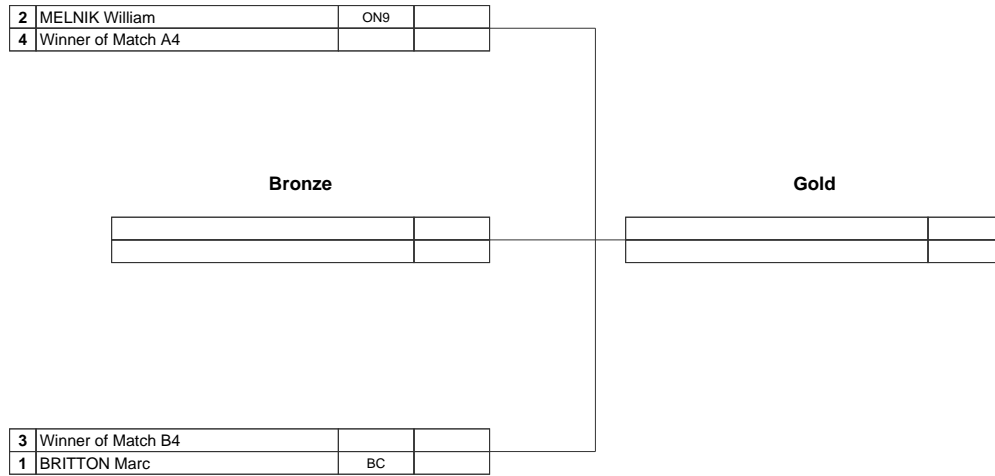 2 MELNIK William ON9
4 Winner of Match A4
Bronze Gold
3 Winner of Match B4
1 BRITTON Marc BC